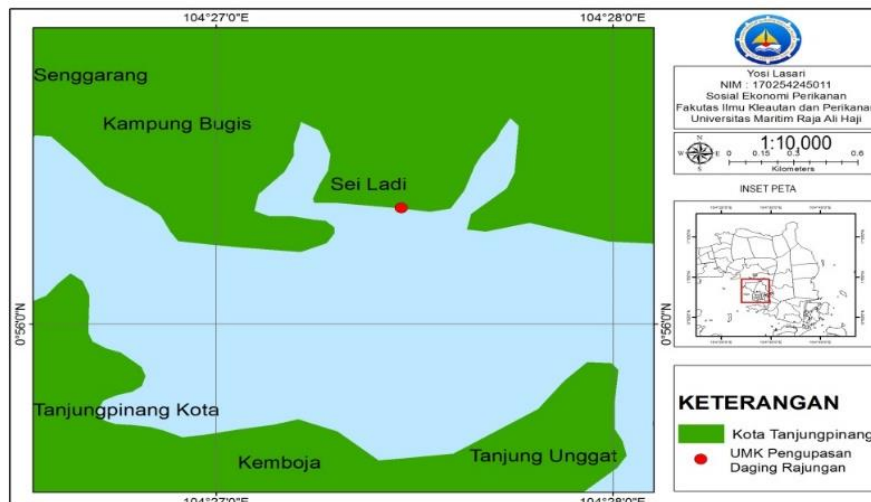 104°27'0"E
104°28'0"E
Senggarang
Kampung Bugis
Sei Ladi
0°56'0"N
0°56'0"N
Tanjungpinang Kota
Kemboja
Tanjung Unggat
104°27'0"E
104°28'0"E
Yosi Lasari
NIM : 170254245011
Sosial Ekonomi Perikanan
Fakutas Ilmu Kleautan dan Perikanan
Universitas Maritim Raja Ali Haji
N
W E
S
1:10,000
0 0.15 0.3 0.6
Kilometers
INSET PETA
KETERANGAN
Kota Tanjungpinang
UMK Pengupasan
Daging Rajungan